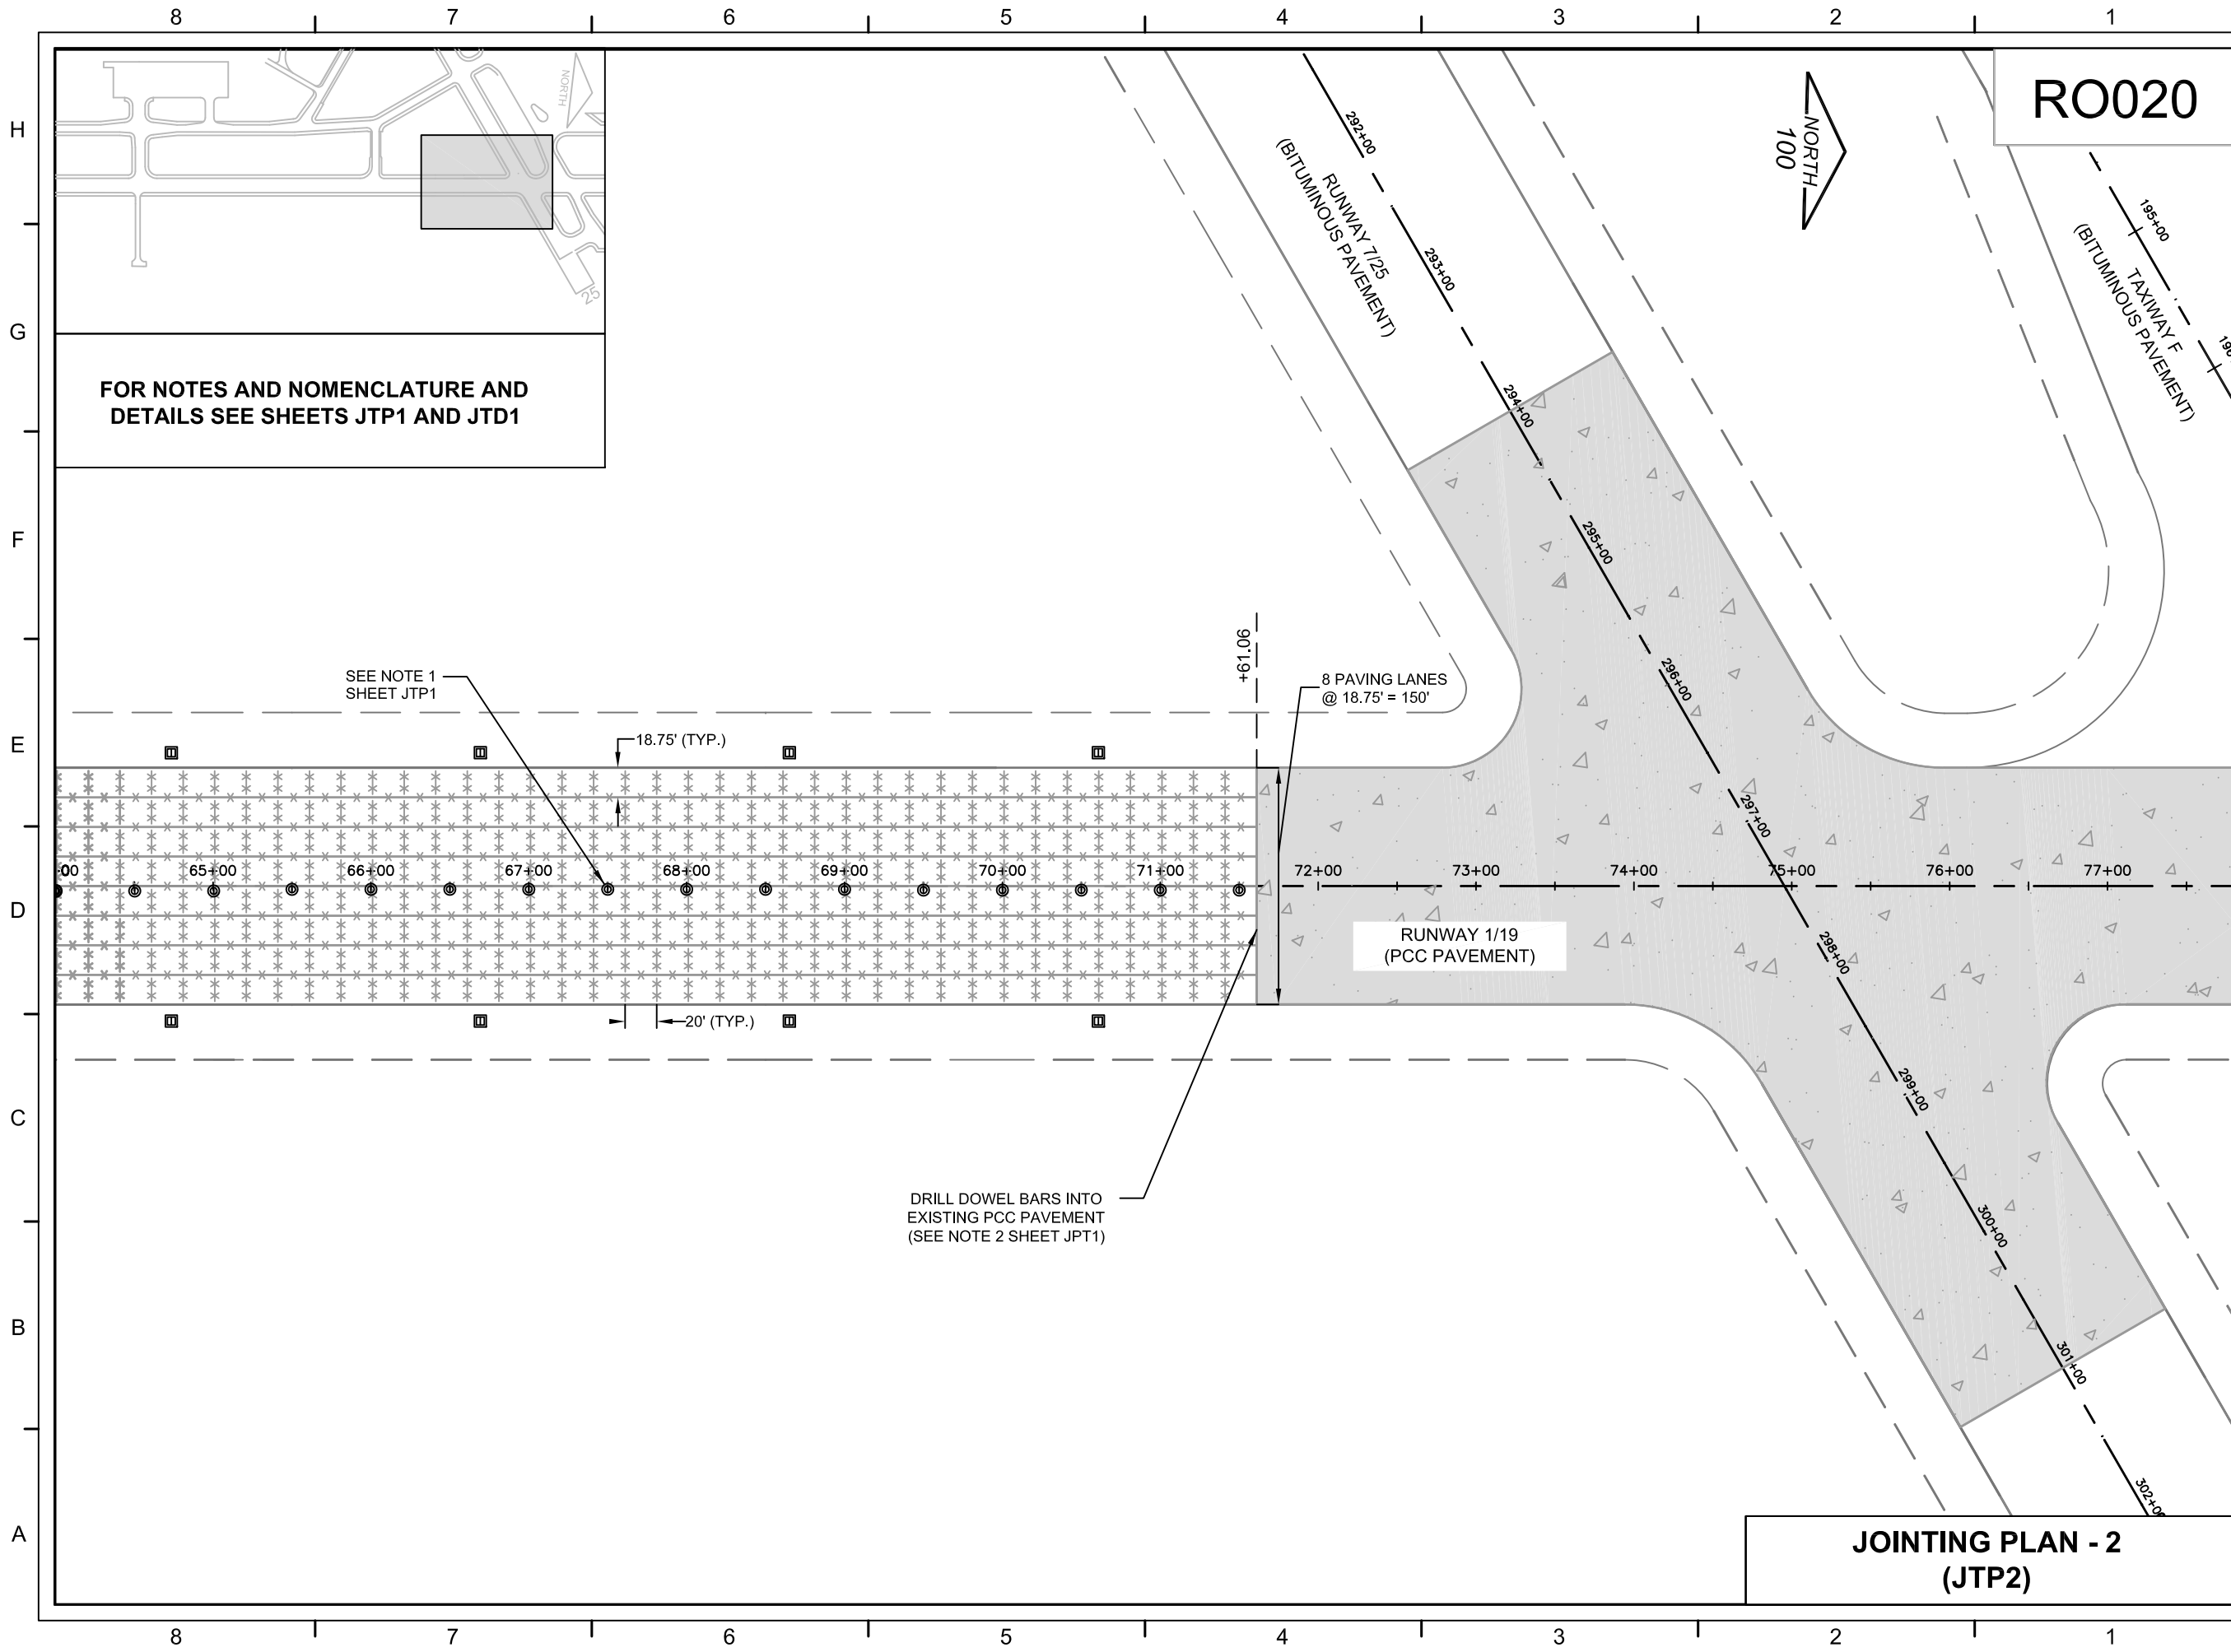 8 7 6 5 4 3 2 1
H
G
F
E
D
C
B
A
NORTH
25
FOR NOTES AND NOMENCLATURE AND
DETAILS SEE SHEETS JTP1 AND JTD1
RO020
NORTH
100
292+00
293+00
294+00
295+00
296+00
297+00
298+00
299+00
300+00
301+00
302+00
RUNWAY 7/25
(BITUMINOUS PAVEMENT)
195+00
TAXIWAY F
(BITUMINOUS PAVEMENT)
+61.06
8 PAVING LANES
@ 18.75' = 150'
SEE NOTE 1
SHEET JTP1
18.75' (TYP.)
65+00 66+00 67+00 68+00 69+00 70+00 71+00 72+00 73+00 74+00 75+00 76+00 77+00
RUNWAY 1/19
(PCC PAVEMENT)
20' (TYP.)
DRILL DOWEL BARS INTO
EXISTING PCC PAVEMENT
(SEE NOTE 2 SHEET JPT1)
JOINTING PLAN - 2
(JTP2)
8 7 6 5 4 3 2 1